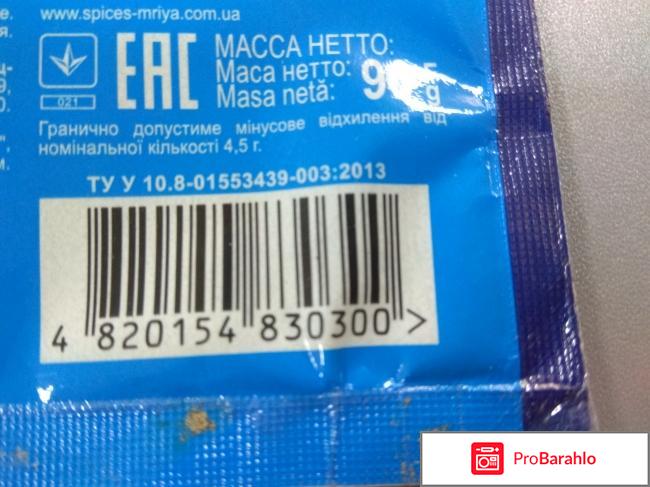 www.spices-mriya.com.ua
021
EAC
МАССА НЕТТО:
Маса нетто:
Masa netă:
g
Гранично допустиме мінусове відхилення від
номінальної кількості 4,5 г.
ТУ У 10.8-01553439-003:2013
4 820154 830300 >
ProBarahlo